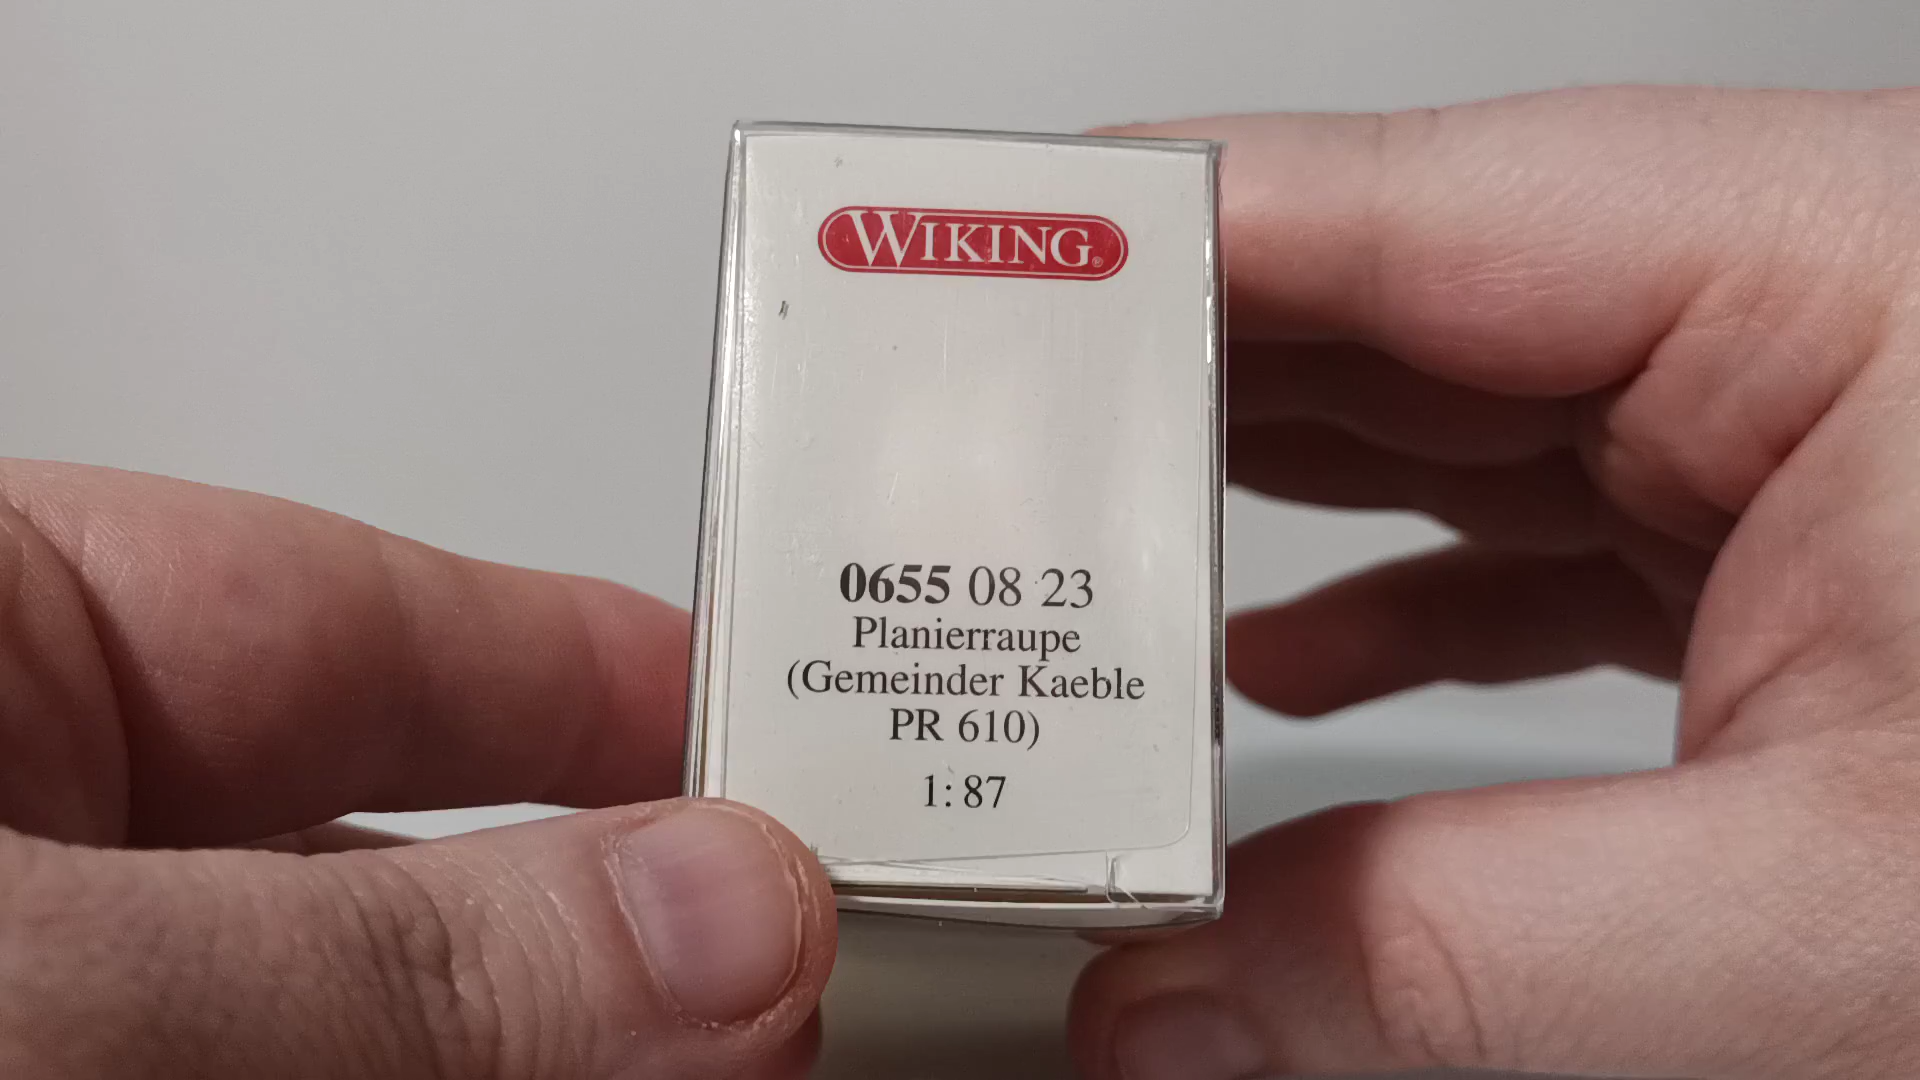 WIKING®
0655 08 23
Planierraupe
(Gemeinder Kaeble
PR 610)
1:87